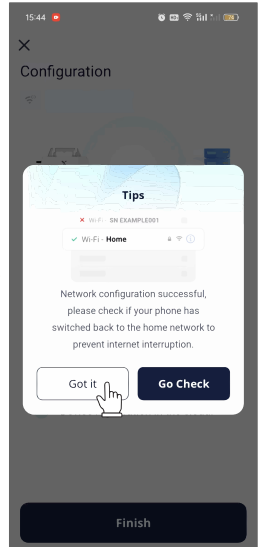 15:44
Configuration
Tips
Wi-Fi - SN EXAMPLE001
Wi-Fi - Home
Network configuration successful,
please check if your phone has
switched back to the home network to
prevent internet interruption.
Got it
Go Check
Finish